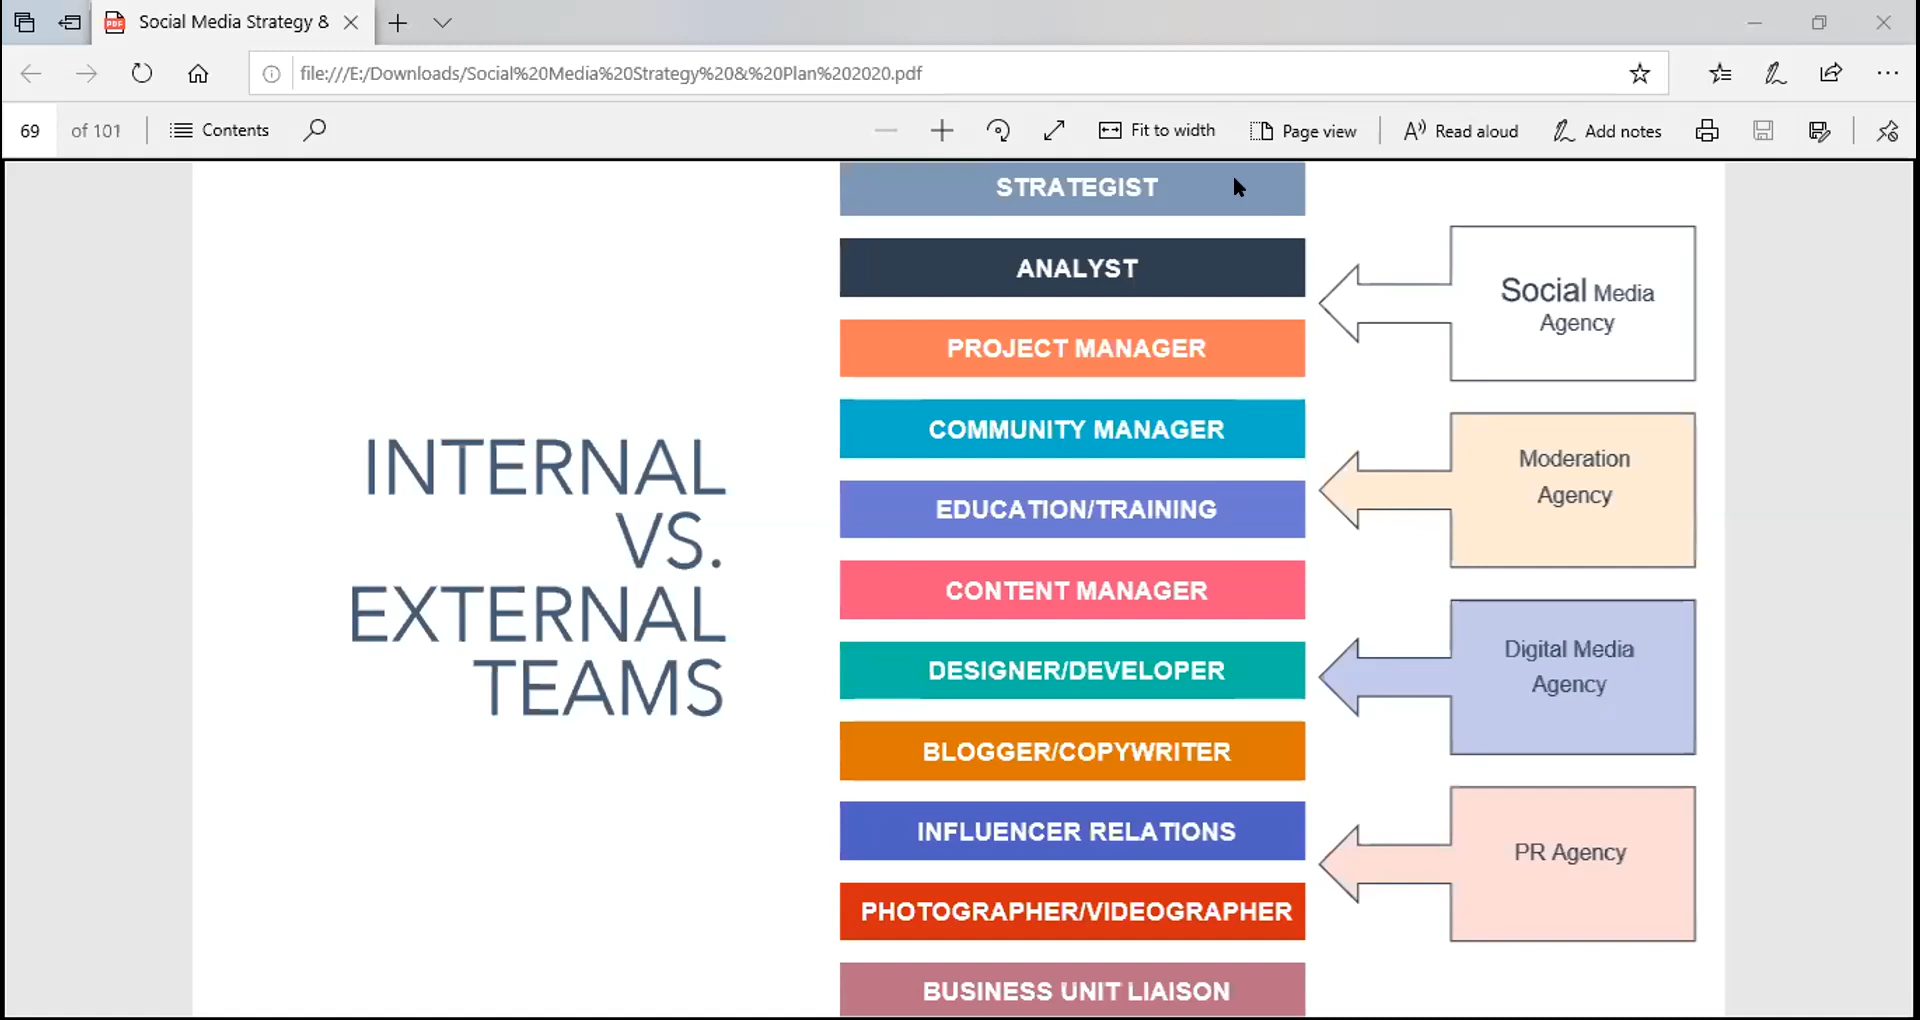 Social Media Strategy &
file:///E:/Downloads/Social%20Media%20Strategy%20&%20Plan%202020.pdf
69 of 101
Contents
Fit to width
Page view
Read aloud
Add notes
INTERNAL
VS.
EXTERNAL
TEAMS
STRATEGIST
ANALYST
PROJECT MANAGER
COMMUNITY MANAGER
EDUCATION/TRAINING
CONTENT MANAGER
DESIGNER/DEVELOPER
BLOGGER/COPYWRITER
INFLUENCER RELATIONS
PHOTOGRAPHER/VIDEOGRAPHER
BUSINESS UNIT LIAISON
Social Media
Agency
Moderation
Agency
Digital Media
Agency
PR Agency